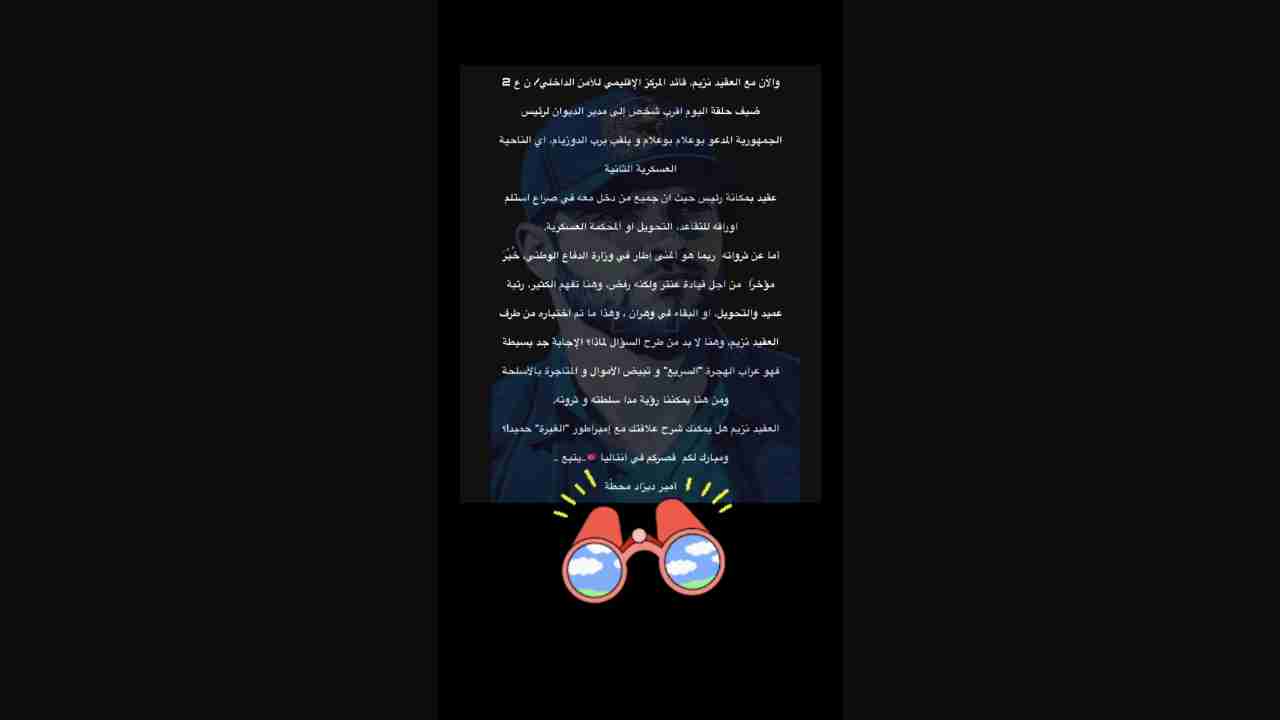 والآن مع العقيد نزيم، قائد المركز الإقليمي للأمن الداخلي/ ن ع 2
ضيف حلقة اليوم اقرب شخص إلى مدير الديوان لرئيس
الجمهورية المدعو بوعلام بوعلام و يلقب برب الدوزيام، اي الناحية
العسكرية الثانية
عقيد بمكانة رئيس حيث ان جميع من دخل معه في صراع استلم
اوراقه للتقاعد، التحويل او المحكمة العسكرية.
اما عن ثرواته ربما هو اغنى إطار في وزارة الدفاع الوطني، خُيِّرَ
مؤخراً من اجل قيادة عنتر ولكنه رفض، وهنا نفهم الكثير، رتبة
عميد والتحويل، او البقاء في وهران ، وهذا ما تم اختياره من طرف
العقيد نزيم، وهنا لا بد من طرح السؤال لماذا؟ الإجابة جد بسيطة
فهو عراب الهجرة "السريع" و تبيض الأموال و المتاجرة بالأسلحة
ومن هنا يمكننا رؤية مدا سلطته و ثروته.
العقيد نزيم هل يمكنك شرح علاقتك مع إمبراطور "الغبرة" حميدا؟
ومبارك لكم قصركم في انتاليا ..يتبع ..
امير ديزاد محطّة